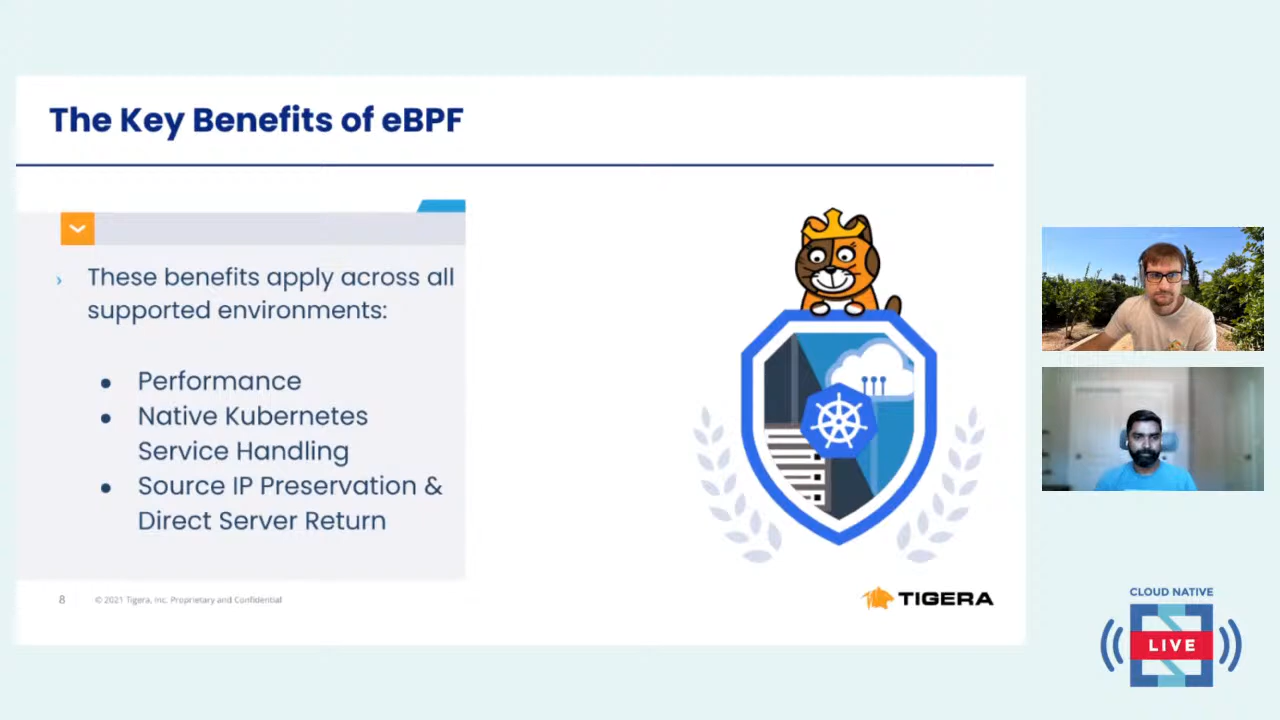 The Key Benefits of eBPF
› These benefits apply across all
supported environments:
● Performance
● Native Kubernetes
Service Handling
● Source IP Preservation &
Direct Server Return
8
© 2021 Tigera, Inc. Proprietary and Confidential
TIGERA
CLOUD NATIVE
LIVE